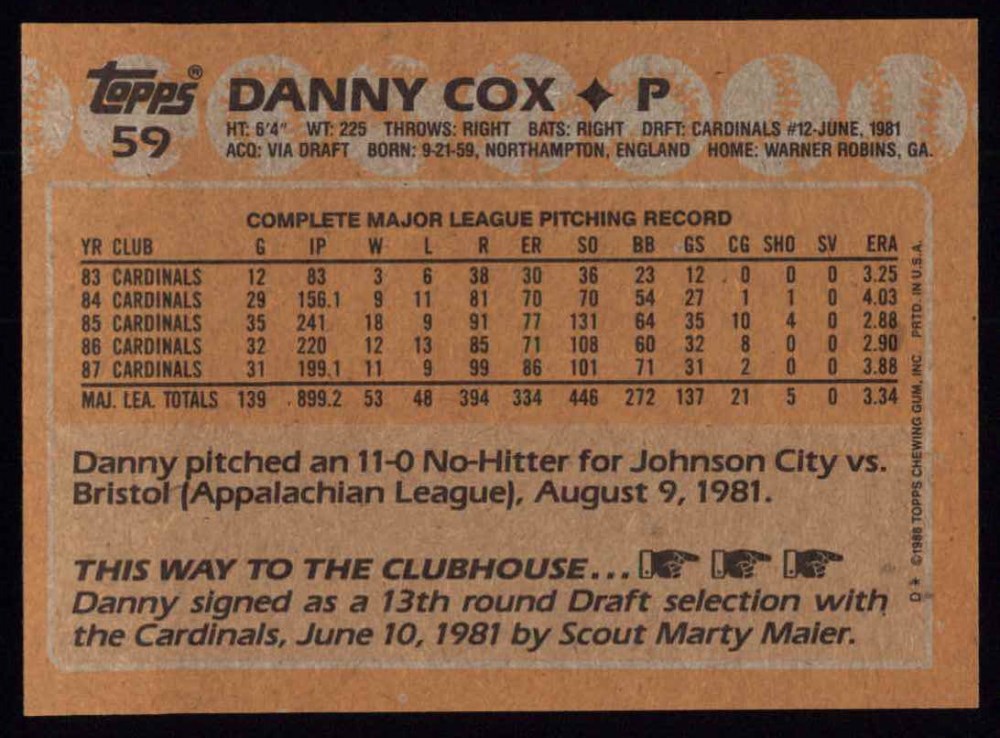 topps® DANNY COX ✦ P
59
HT: 6'4" WT: 225 THROWS: RIGHT BATS: RIGHT DRFT: CARDINALS #12-JUNE, 1981
ACQ: VIA DRAFT BORN: 9-21-59, NORTHAMPTON, ENGLAND HOME: WARNER ROBINS, GA.
COMPLETE MAJOR LEAGUE PITCHING RECORD
YR CLUB G IP W L R ER SO BB GS CG SHO SV ERA
83 CARDINALS 12 83 3 6 38 30 36 23 12 0 0 0 3.25
84 CARDINALS 29 156.1 9 11 81 70 70 54 27 1 1 0 4.03
85 CARDINALS 35 241 18 9 91 77 131 64 35 10 4 0 2.88
86 CARDINALS 32 220 12 13 85 71 108 60 32 8 0 0 2.90
87 CARDINALS 31 199.1 11 9 99 86 101 71 31 2 0 0 3.88
MAJ. LEA. TOTALS 139 899.2 53 48 394 334 446 272 137 21 5 0 3.34
Danny pitched an 11-0 No-Hitter for Johnson City vs.
Bristol (Appalachian League), August 9, 1981.
THIS WAY TO THE CLUBHOUSE...
Danny signed as a 13th round Draft selection with
the Cardinals, June 10, 1981 by Scout Marty Maier.
D* ©1988 TOPPS CHEWING GUM, INC. PRTD. IN U.S.A.